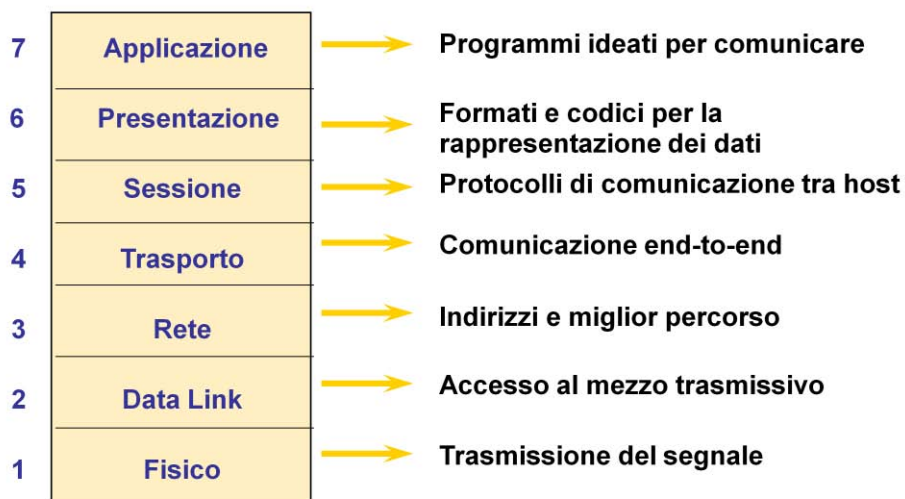 7 Applicazione Programmi ideati per comunicare
6 Presentazione Formati e codici per la
rappresentazione dei dati
5 Sessione Protocolli di comunicazione tra host
4 Trasporto Comunicazione end-to-end
3 Rete Indirizzi e miglior percorso
2 Data Link Accesso al mezzo trasmissivo
1 Fisico Trasmissione del segnale